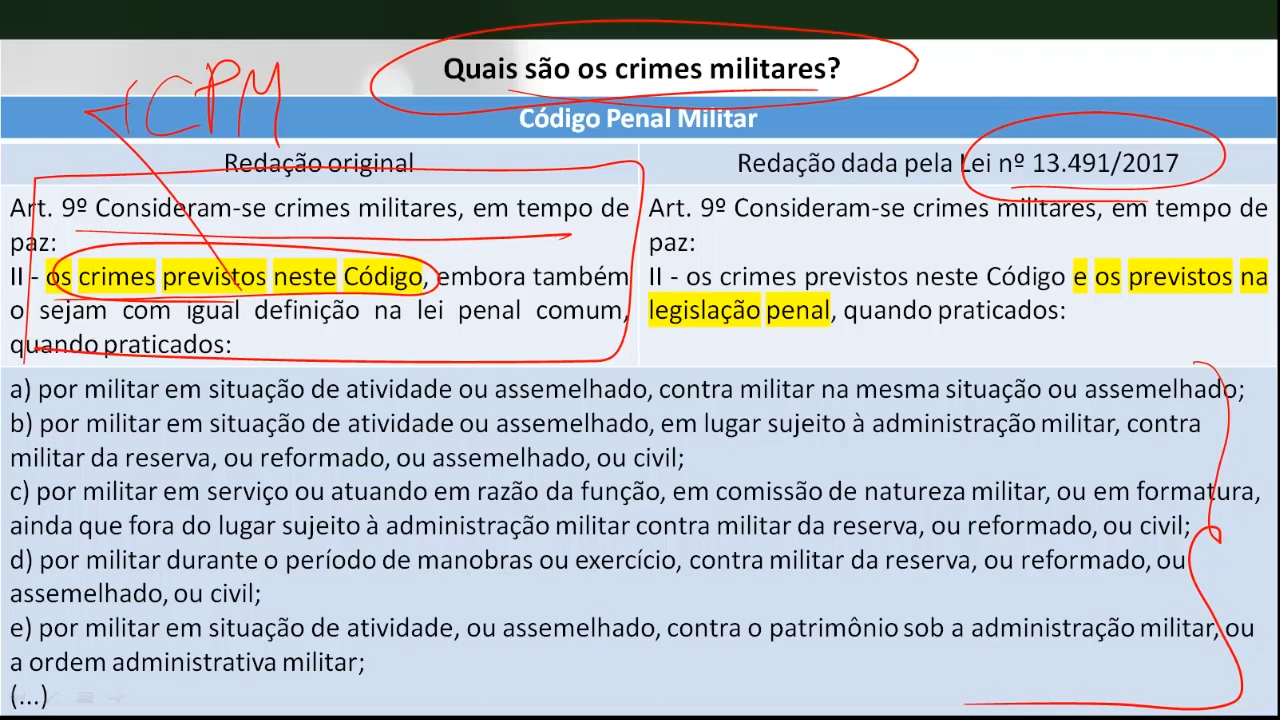 Quais são os crimes militares?
CPM
Código Penal Militar
Redação original
Redação dada pela Lei nº 13.491/2017
Art. 9º Consideram-se crimes militares, em tempo de
paz:
II - os crimes previstos neste Código, embora também
o sejam com igual definição na lei penal comum,
quando praticados:
Art. 9º Consideram-se crimes militares, em tempo de
paz:
II - os crimes previstos neste Código e os previstos na
legislação penal, quando praticados:
a) por militar em situação de atividade ou assemelhado, contra militar na mesma situação ou assemelhado;
b) por militar em situação de atividade ou assemelhado, em lugar sujeito à administração militar, contra
militar da reserva, ou reformado, ou assemelhado, ou civil;
c) por militar em serviço ou atuando em razão da função, em comissão de natureza militar, ou em formatura,
ainda que fora do lugar sujeito à administração militar contra militar da reserva, ou reformado, ou civil;
d) por militar durante o período de manobras ou exercício, contra militar da reserva, ou reformado, ou
assemelhado, ou civil;
e) por militar em situação de atividade, ou assemelhado, contra o patrimônio sob a administração militar, ou
a ordem administrativa militar;
(...)